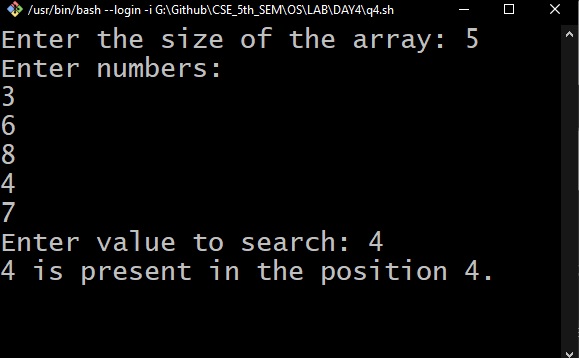 /usr/bin/bash --login -i G:\Github\CSE_5th_SEM\OS\LAB\DAY4\q4.sh
Enter the size of the array: 5
Enter numbers:
3
6
8
4
7
Enter value to search: 4
4 is present in the position 4.